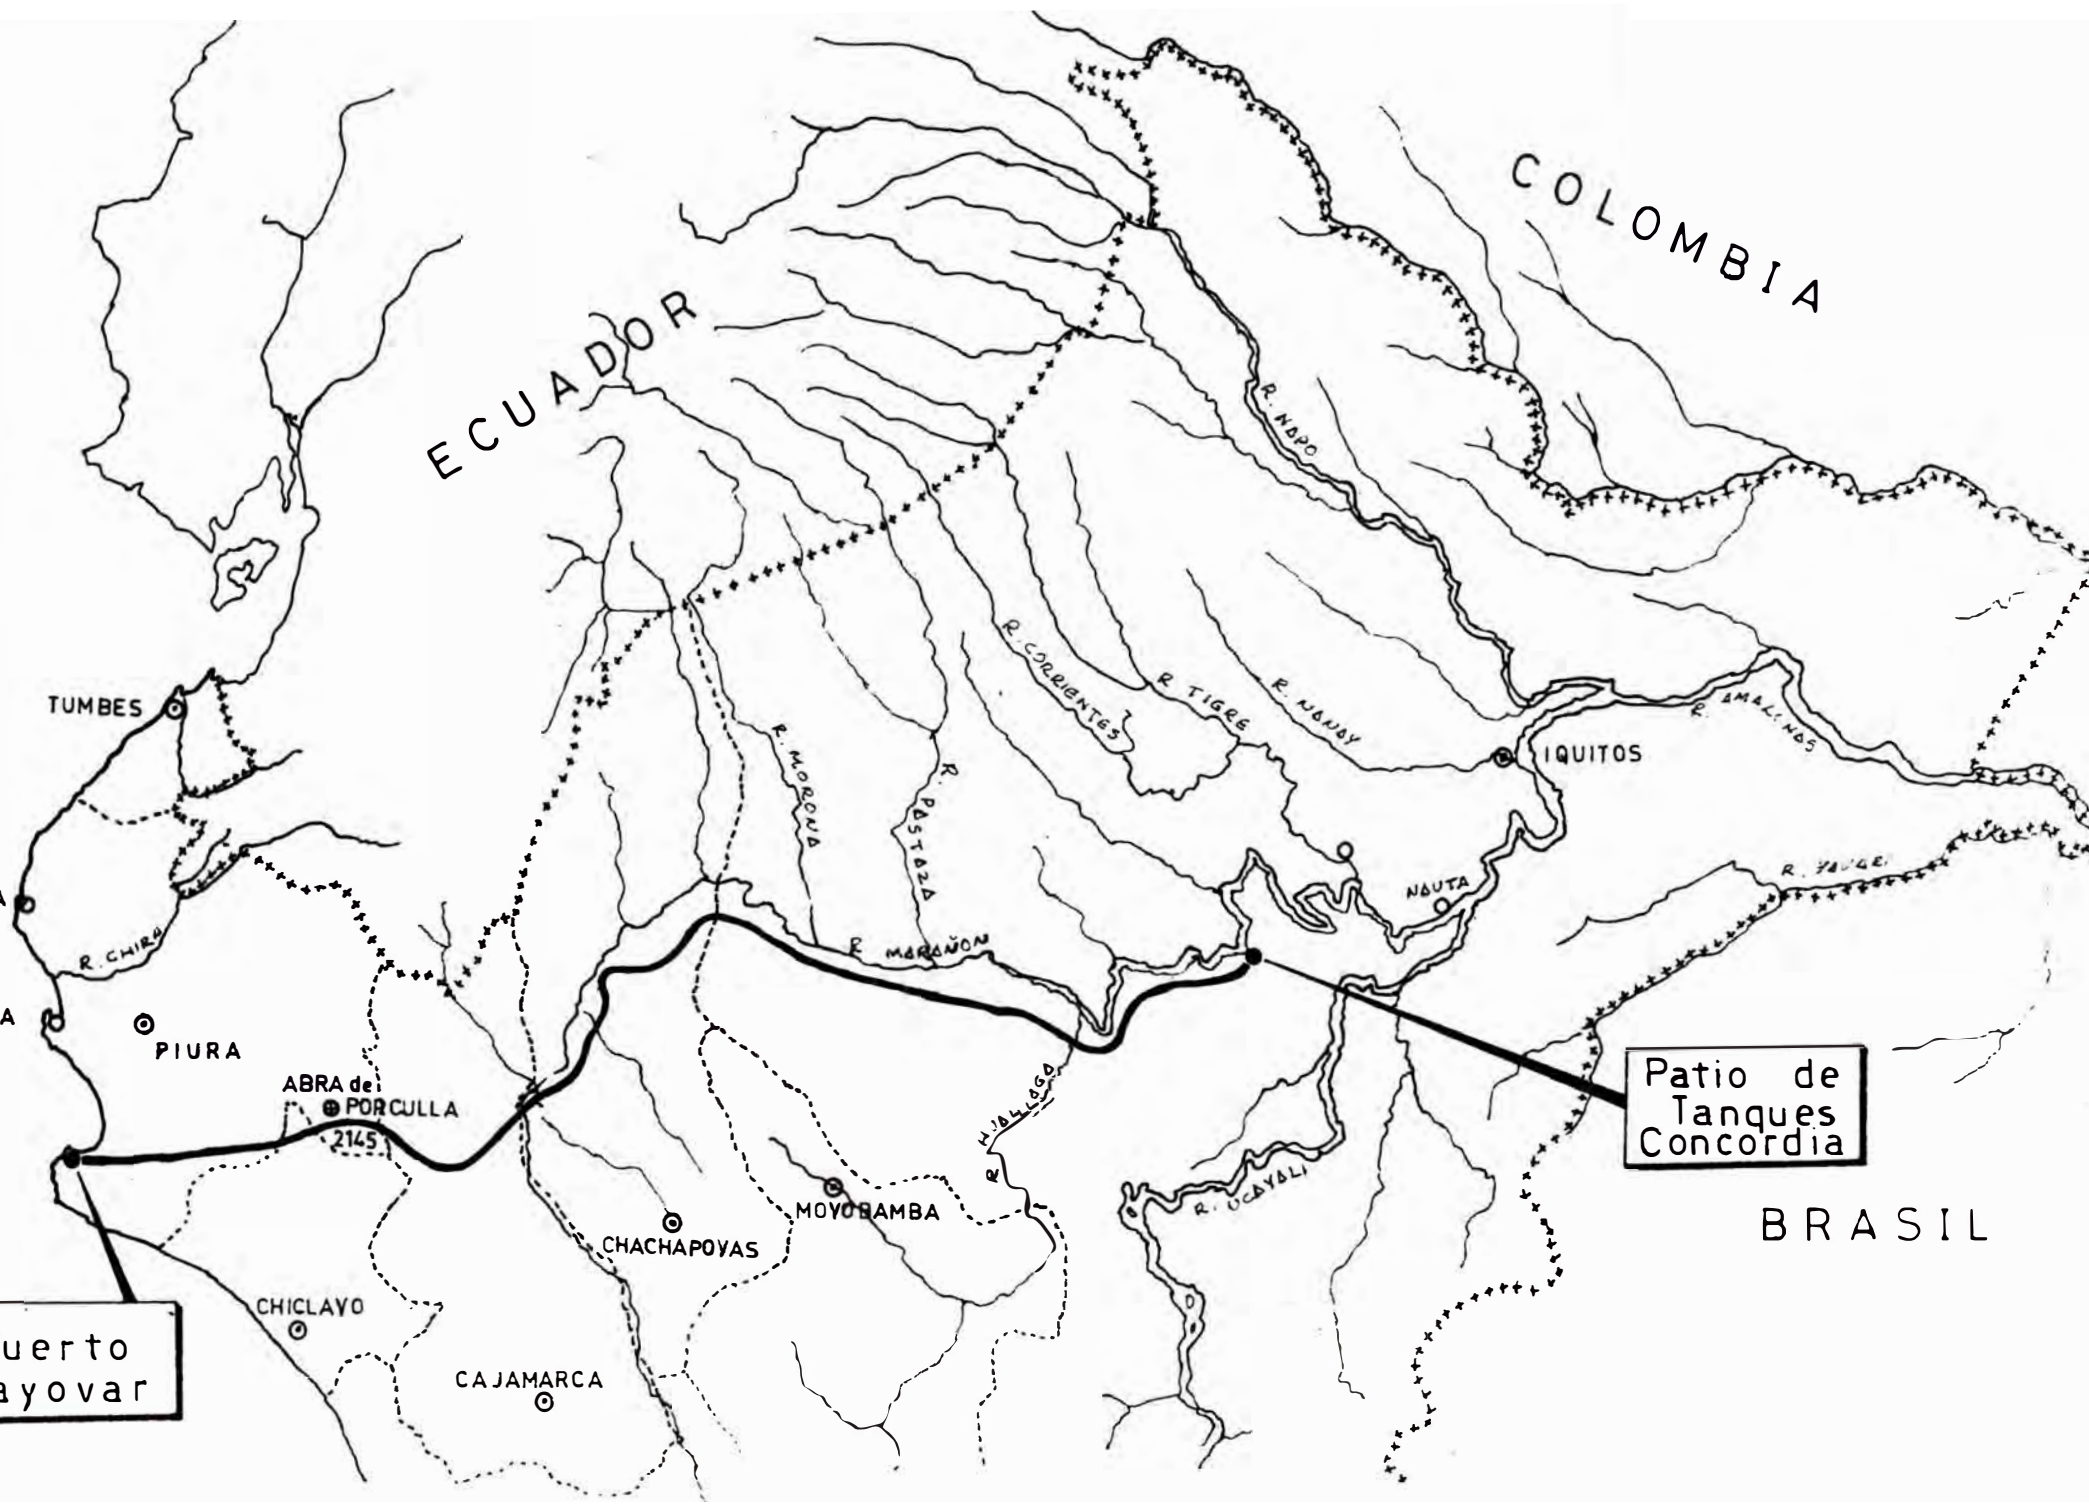 COLOMBIA
ECUADOR
R. NAPO
TUMBES
R. CORRIENTES
R. TIGRE
R. NANAY
IQUITOS
R. AMAZONAS
R. MORONA
R. PASTAZA
R. CHIRA
NAUTA
R. MARAÑON
A
A
PIURA
ABRA de
PORCULLA
2145
R. HUALLAGA
Patio de
Tanques
Concordia
R. UCAYALI
MOYOBAMBA
CHACHAPOYAS
BRASIL
CHICLAYO
uerto
ayovar
CAJAMARCA